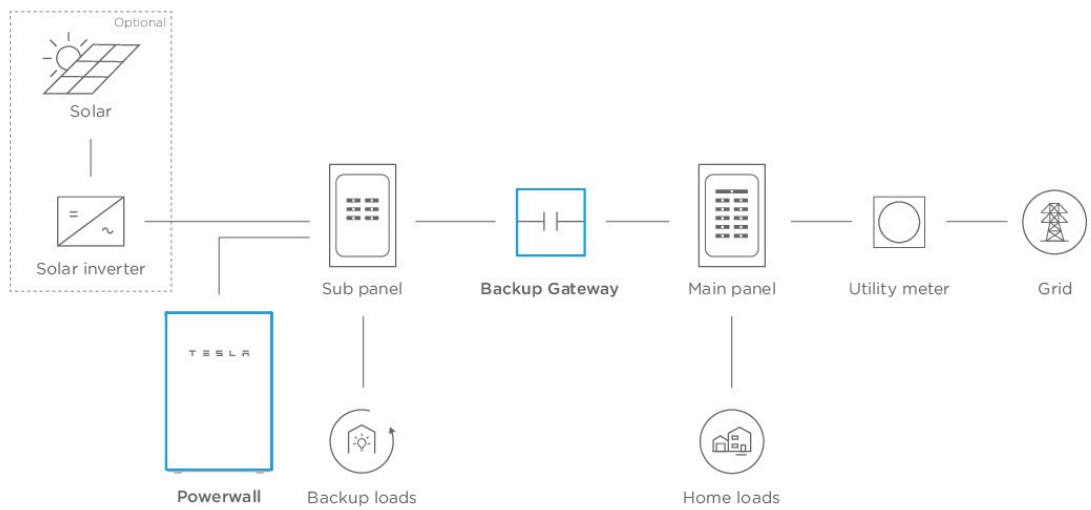 Optional
Solar
Solar inverter
Sub panel
Backup Gateway
Main panel
Utility meter
Grid
TESLA
Powerwall
Backup loads
Home loads